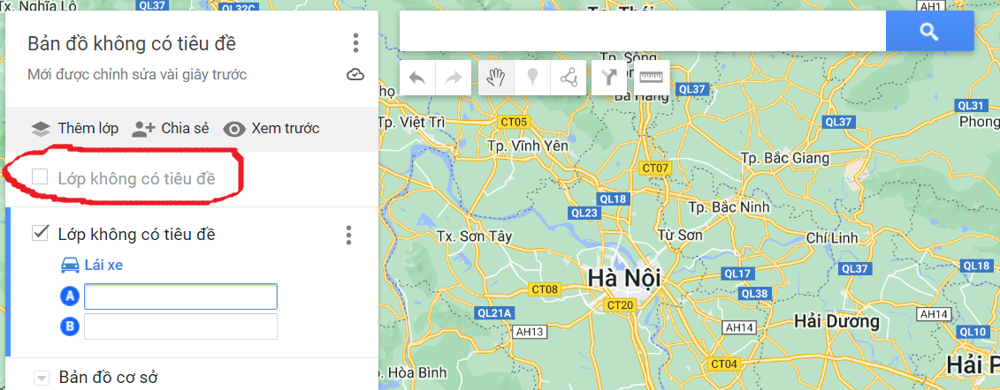 Tx. Nghĩa Lộ
QL32C
Bản đồ không có tiêu đề
Mới được chỉnh sửa vài giây trước
Thêm lớp
Chia sẻ
Xem trước
Lớp không có tiêu đề
Lớp không có tiêu đề
Lái xe
A
B
Bản đồ cơ sở
Tp. Thái
AH1
Tp. Sông
QL37
QL31
Tp. Việt Trì
CT05
QL37
Phong
Tp. Vĩnh Yên
CT07
Tp. Bắc Giang
QL18
QL23
Tp. Bắc Ninh
Tx. Sơn Tây
Từ Sơn
Chí Linh
QL37
QL18
Hà Nội
QL17
CT08
QL38
CT20
QL21A
Hải Dương
AH14
AH13
AH14
QL10
CT04
Hải P
Hòa Bình